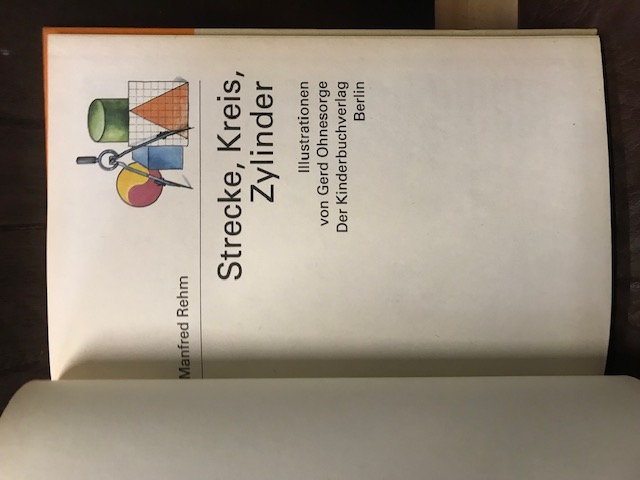 Manfred Rehm
Strecke, Kreis,
Zylinder
Illustrationen
von Gerd Ohnesorge
Der Kinderbuchverlag
Berlin